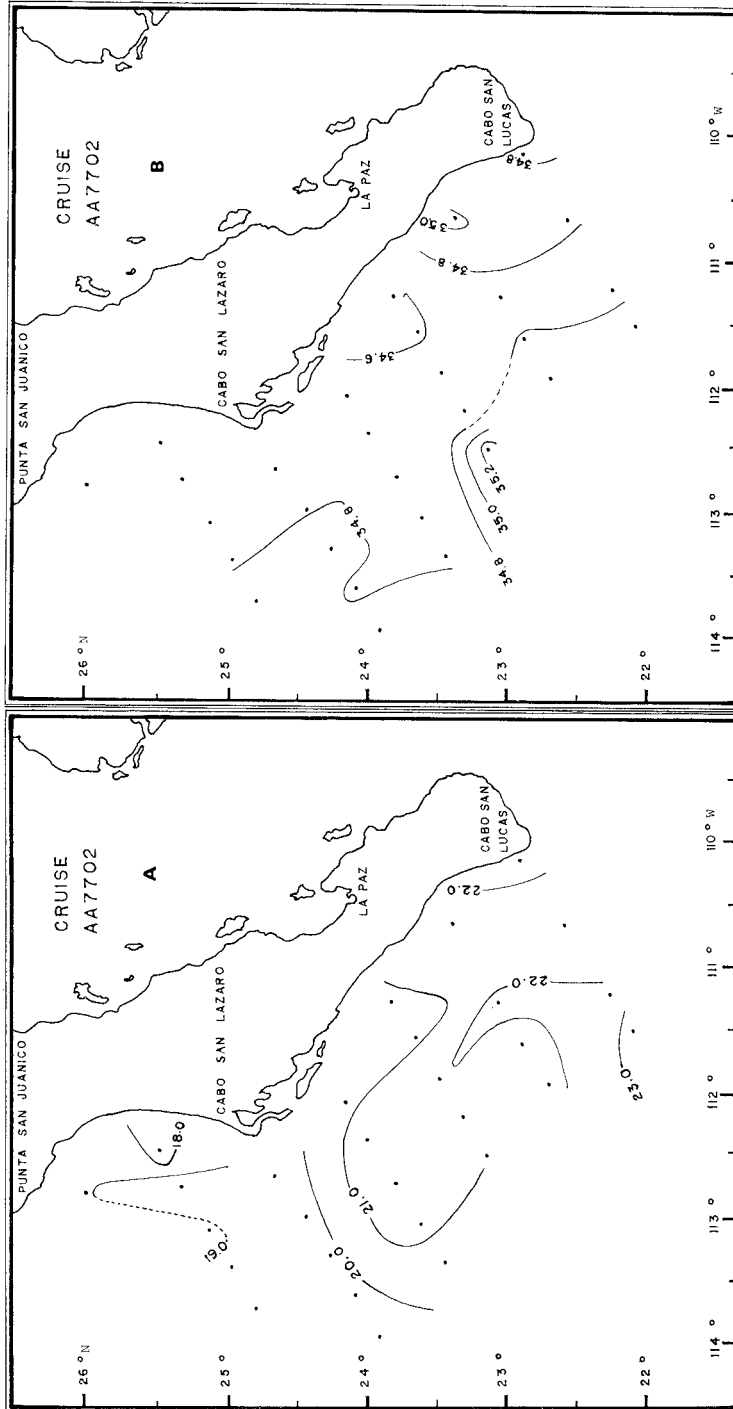 CRUISE
AA7702
A
PUNTA SAN JUANICO
CABO SAN LAZARO
LA PAZ
CABO SAN
LUCAS
18.0
19.0
20.0
21.0
22.0
22.0
23.0
26°N
25°
24°
23°
22°
114°
113°
112°
111°
110°W
CRUISE
AA7702
B
PUNTA SAN JUANICO
CABO SAN LAZARO
LA PAZ
CABO SAN
LUCAS
34.8
34.6
34.8
35.0
34.8
34.8
35.0
35.2
26°N
25°
24°
23°
22°
114°
113°
112°
111°
110°W